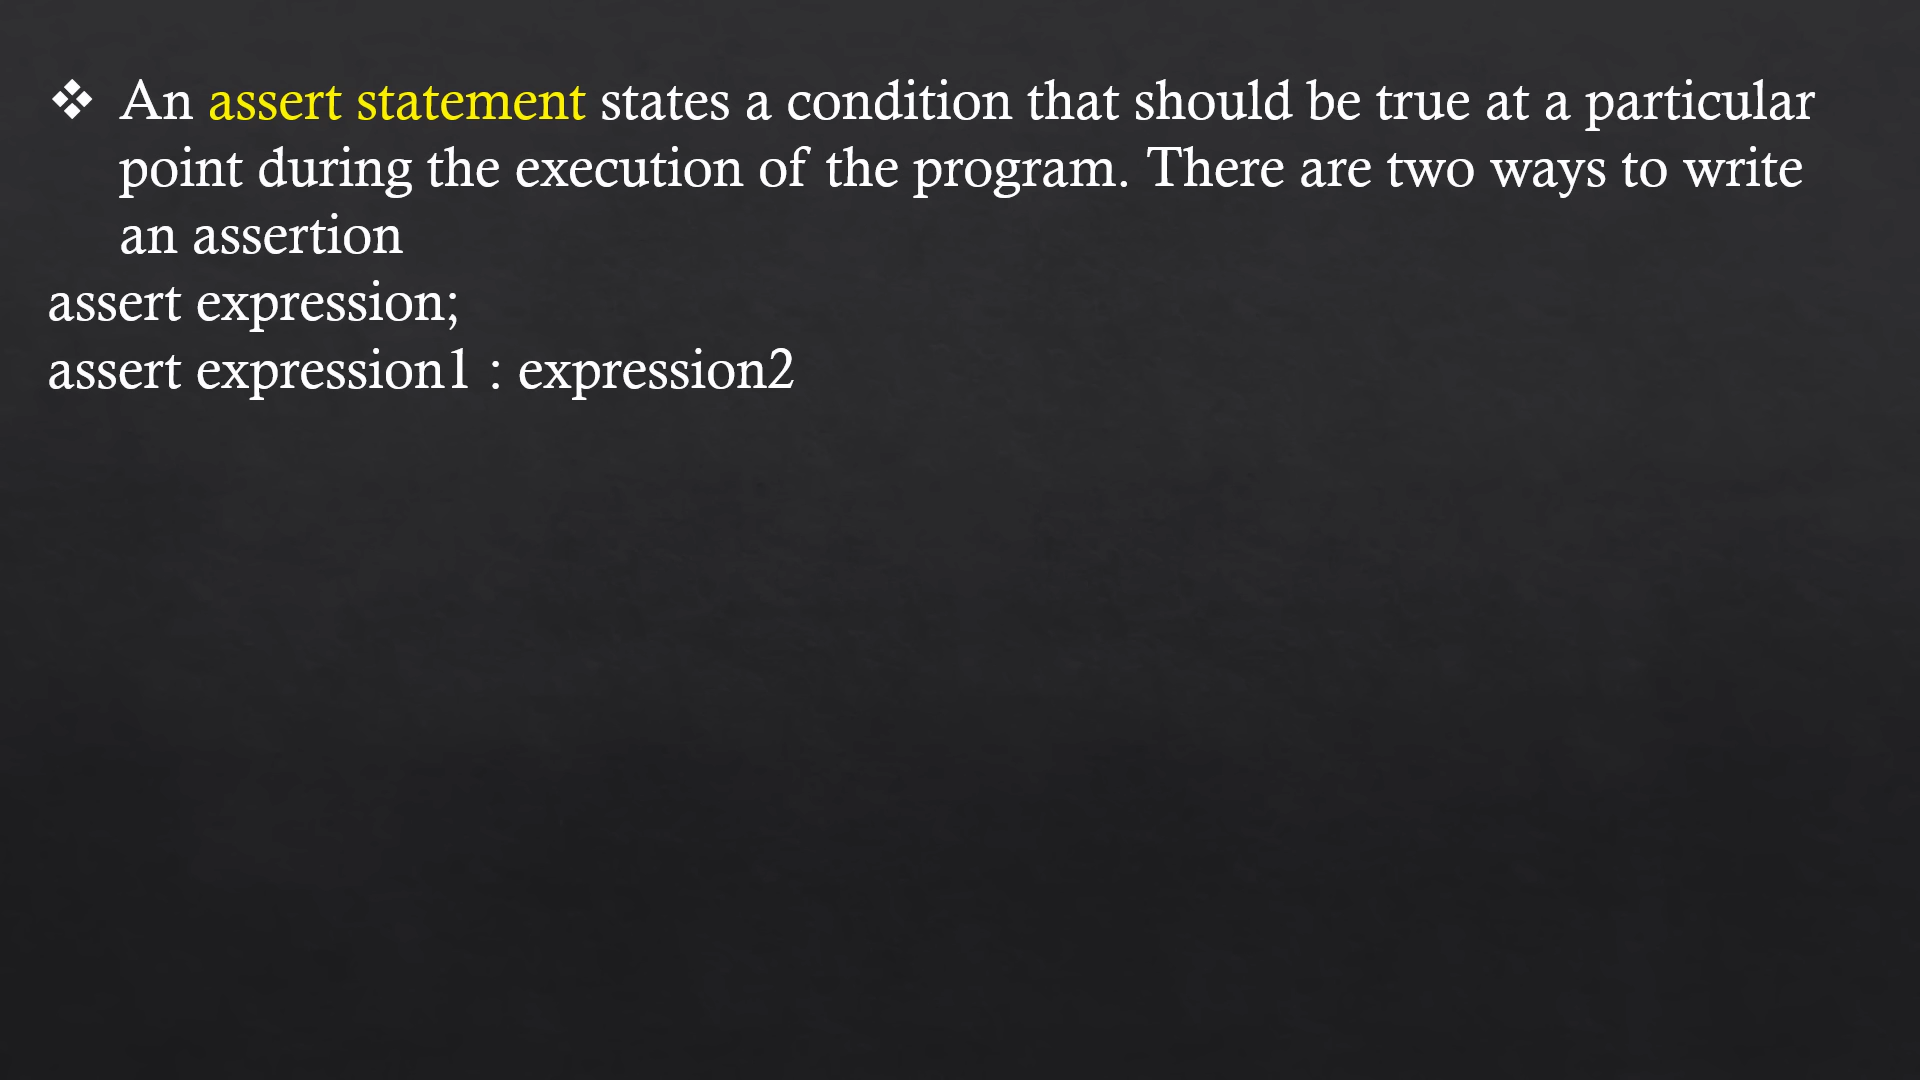 ❖ An assert statement states a condition that should be true at a particular
point during the execution of the program. There are two ways to write
an assertion
assert expression;
assert expression1 : expression2